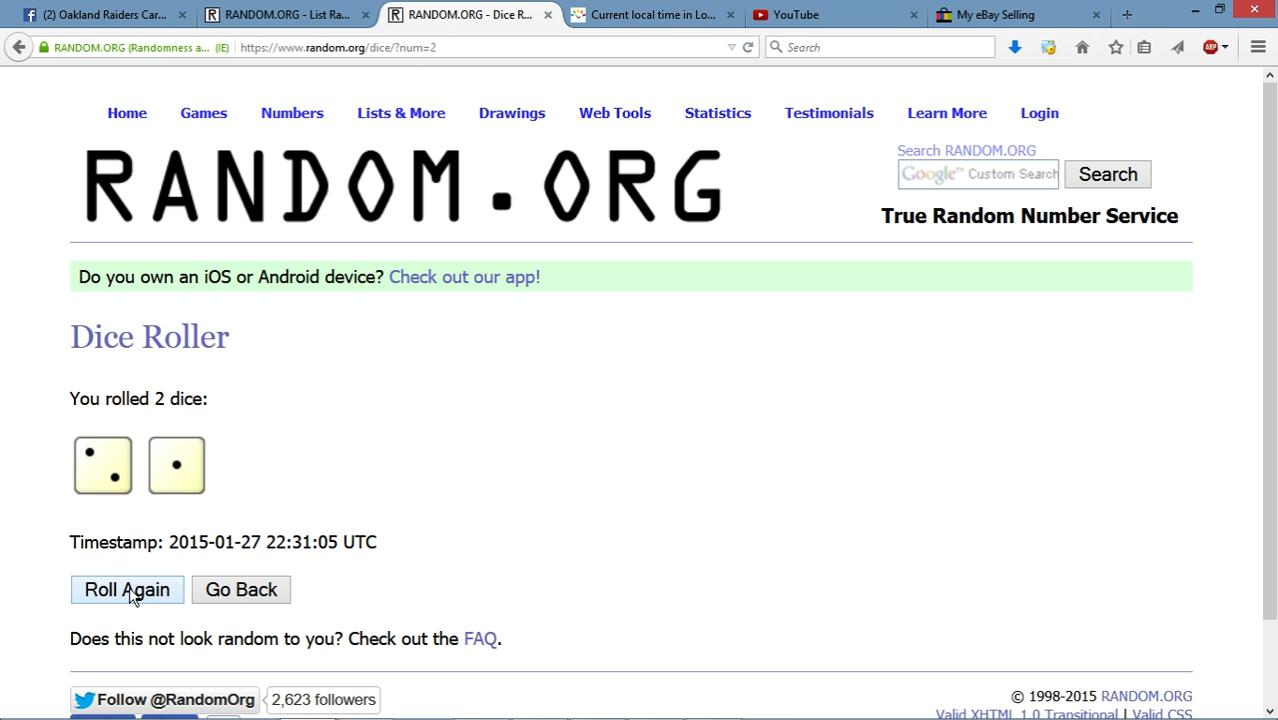 (2) Oakland Raiders Car...
RANDOM.ORG - List Ra...
RANDOM.ORG - Dice R...
Current local time in Lo...
YouTube
My eBay Selling
RANDOM.ORG (Randomness a... (IE)
https://www.random.org/dice/?num=2
Search
ABP
Home Games Numbers Lists & More Drawings Web Tools Statistics Testimonials Learn More Login
RANDOM.ORG
Search RANDOM.ORG
Google™ Custom Search
Search
True Random Number Service
Do you own an iOS or Android device? Check out our app!
Dice Roller
You rolled 2 dice:
Timestamp: 2015-01-27 22:31:05 UTC
Roll Again
Go Back
Does this not look random to you? Check out the FAQ.
Follow @RandomOrg
2,623 followers
© 1998-2015 RANDOM.ORG
Valid XHTML 1.0 Transitional | Valid CSS